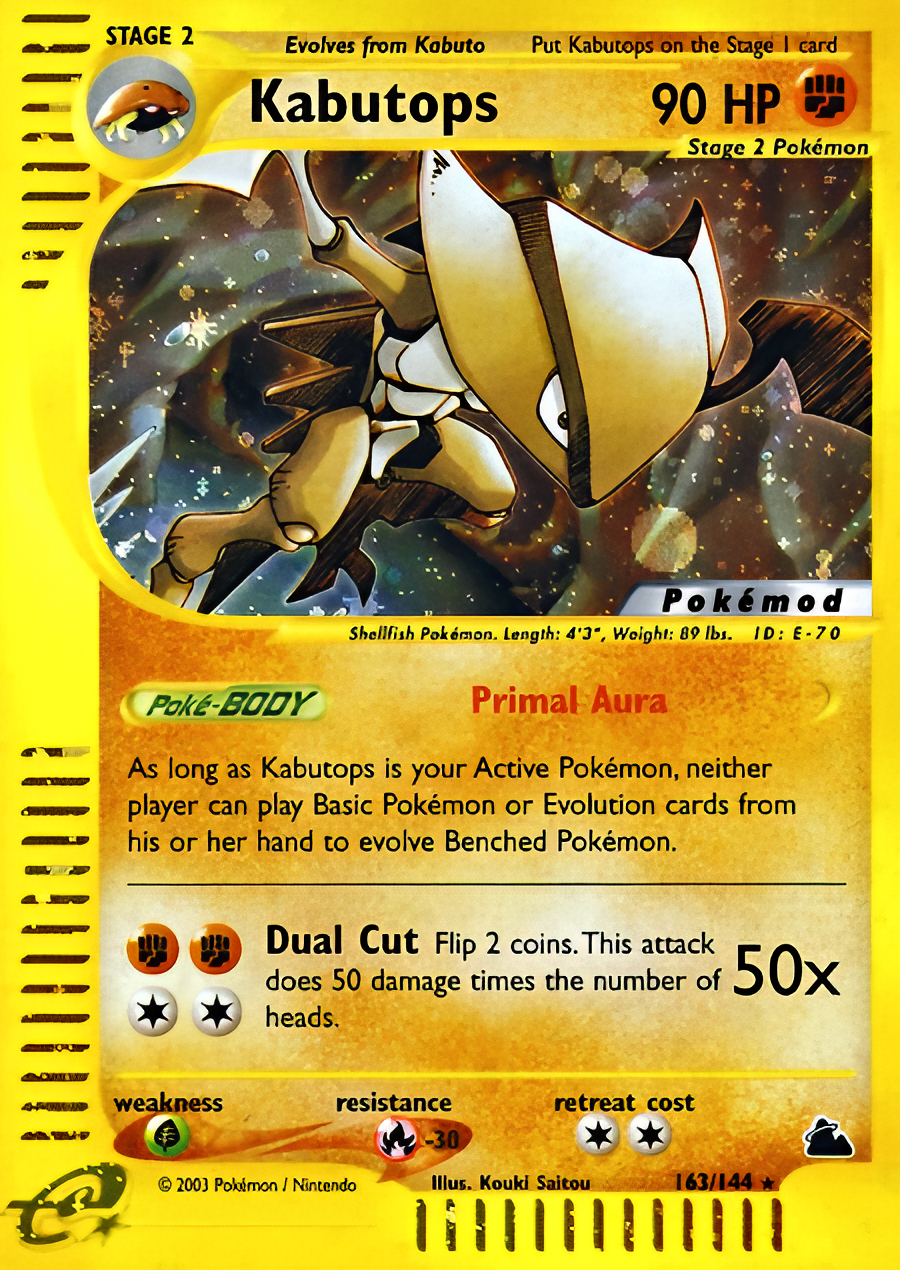 STAGE 2
Evolves from Kabuto Put Kabutops on the Stage 1 card
Kabutops 90 HP
Stage 2 Pokémon
Pokémod
Shellfish Pokémon. Length: 4'3", Weight: 89 lbs. ID: E-70
Poké-BODY Primal Aura
As long as Kabutops is your Active Pokémon, neither
player can play Basic Pokémon or Evolution cards from
his or her hand to evolve Benched Pokémon.
Dual Cut Flip 2 coins. This attack
does 50 damage times the number of
heads.
50x
weakness resistance retreat cost
-30
© 2003 Pokémon / Nintendo Illus. Kouki Saitou 163/144 ★
e